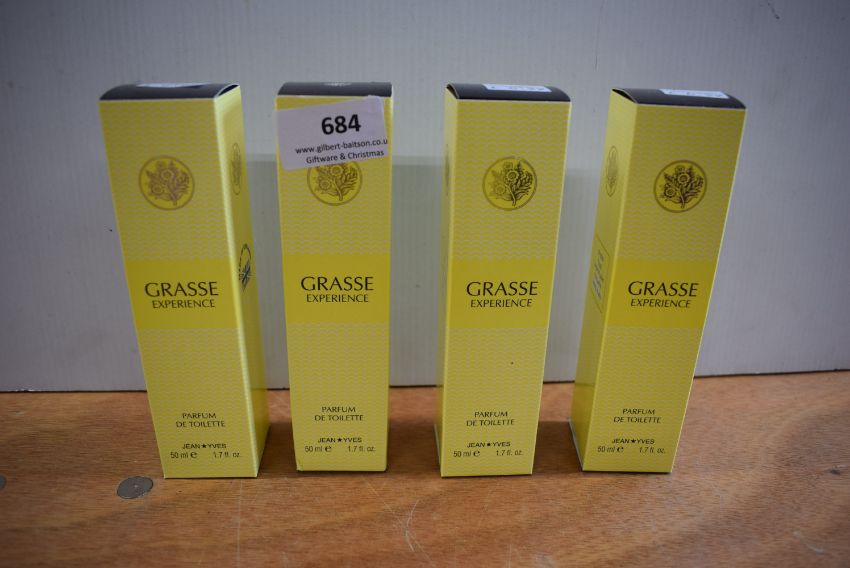 GRASSE
EXPERIENCE
PARFUM
DE TOILETTE
JEAN★YVES
50 ml e 1.7 fl. oz.
684
www.gilbert-baitson.co.u
Giftware & Christmas
GRASSE
EXPERIENCE
PARFUM
DE TOILETTE
JEAN★YVES
50 ml e 1.7 fl. oz.
GRASSE
EXPERIENCE
PARFUM
DE TOILETTE
JEAN★YVES
50 ml e 1.7 fl. oz.
GRASSE
EXPERIENCE
PARFUM
DE TOILETTE
JEAN★YVES
50 ml e 1.7 fl. oz.